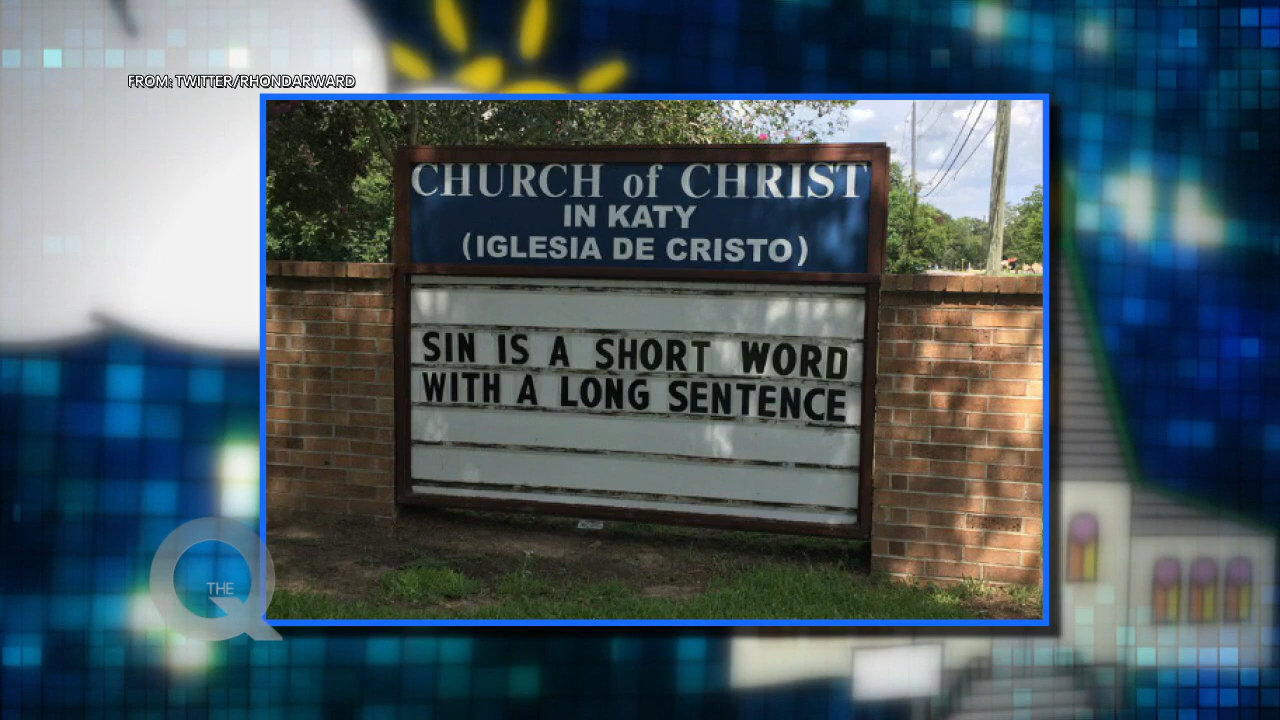 FROM: TWITTER/RHONDARWARD
CHURCH of CHRIST
IN KATY
(IGLESIA DE CRISTO)
SIN IS A SHORT WORD
WITH A LONG SENTENCE
THE Q